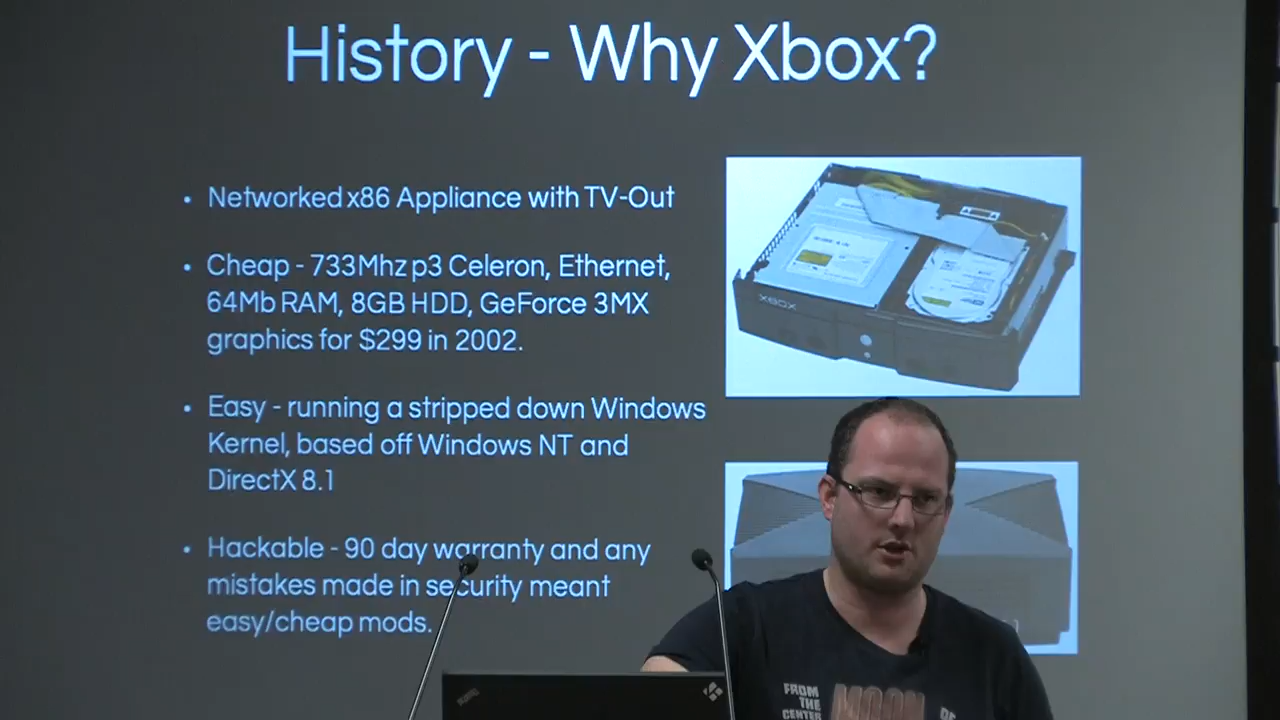 History - Why Xbox?
• Networked x86 Appliance with TV-Out
• Cheap - 733Mhz p3 Celeron, Ethernet,
64Mb RAM, 8GB HDD, GeForce 3MX
graphics for $299 in 2002.
• Easy - running a stripped down Windows
Kernel, based off Windows NT and
DirectX 8.1
• Hackable - 90 day warranty and any
mistakes made in security meant
easy/cheap mods.
XBOX
FROM
THE
CENTER
MOON
OF